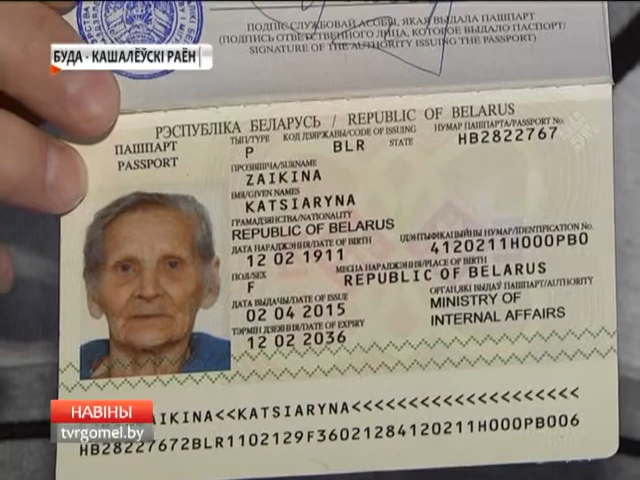 ПОДПІС СЛУЖБОВАЙ АСОБЫ, ЯКАЯ ВЫДАЛА ПАШПАРТ
(ПОДПИСЬ ОТВЕТСТВЕННОГО ЛИЦА, КОТОРОЕ ВЫДАЛО ПАСПОРТ/
SIGNATURE OF THE AUTHORITY ISSUING THE PASSPORT)
БУДА - КАШАЛЁЎСКІ РАЁН
РЭСПУБЛІКА БЕЛАРУСЬ / REPUBLIC OF BELARUS
ПАШПАРТ
PASSPORT
ТЫП/TYPE КОД ДЗЯРЖАВЫ/CODE OF ISSUING STATE НУМАР ПАШПАРТА/PASSPORT No.
P BLR HB2822767
ПРОЗВІШЧА/SURNAME
ZAIKINA
ІМЯ/GIVEN NAMES
KATSIARYNA
ГРАМАДЗЯНСТВА/NATIONALITY
REPUBLIC OF BELARUS
ДАТА НАРАДЖЭННЯ/DATE OF BIRTH ІДЕНТЫФІКАЦЫЙНЫ НУМАР/IDENTIFICATION No.
12 02 1911 4120211H000PB0
ПОЛ/SEX МЕСЦА НАРАДЖЭННЯ/PLACE OF BIRTH
F REPUBLIC OF BELARUS
ДАТА ВЫДАЧЫ/DATE OF ISSUE ОРГАН,ЯКІ ВЫДАЎ ПАШПАРТ/AUTHORITY
02 04 2015 MINISTRY OF
ТЭРМІН ДЗЕЯННЯ/DATE OF EXPIRY INTERNAL AFFAIRS
12 02 2036
НАВІНЫ
tvrgomel.by
ZAIKINA<<KATSIARYNA<<<<<<<<<<<<<<<<<<<<
HB28227672BLR1102129F36021284120211H000PB006